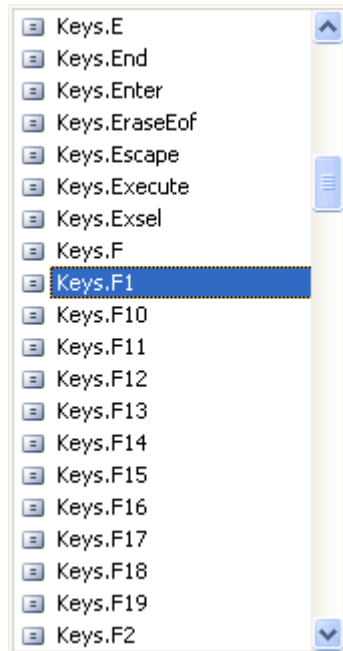 Keys.E
Keys.End
Keys.Enter
Keys.EraseEof
Keys.Escape
Keys.Execute
Keys.Exsel
Keys.F
Keys.F1
Keys.F10
Keys.F11
Keys.F12
Keys.F13
Keys.F14
Keys.F15
Keys.F16
Keys.F17
Keys.F18
Keys.F19
Keys.F2